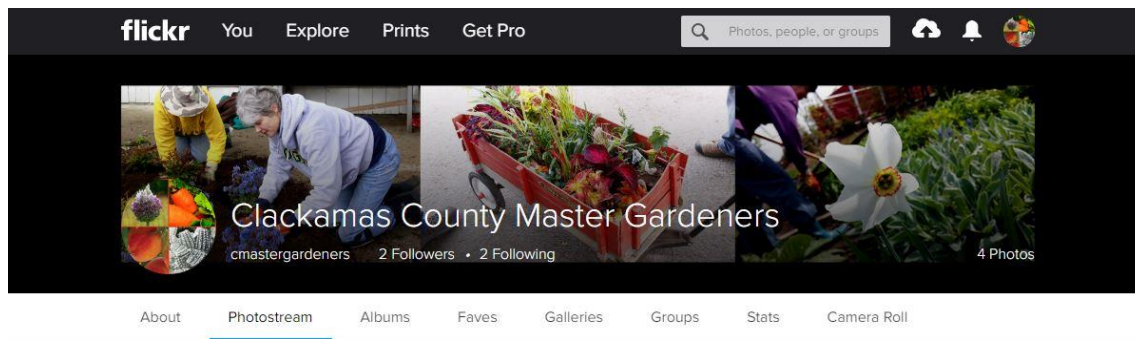 flickr You Explore Prints Get Pro Photos, people, or groups
Clackamas County Master Gardeners
cmastergardeners 2 Followers • 2 Following 4 Photos
About Photostream Albums Faves Galleries Groups Stats Camera Roll